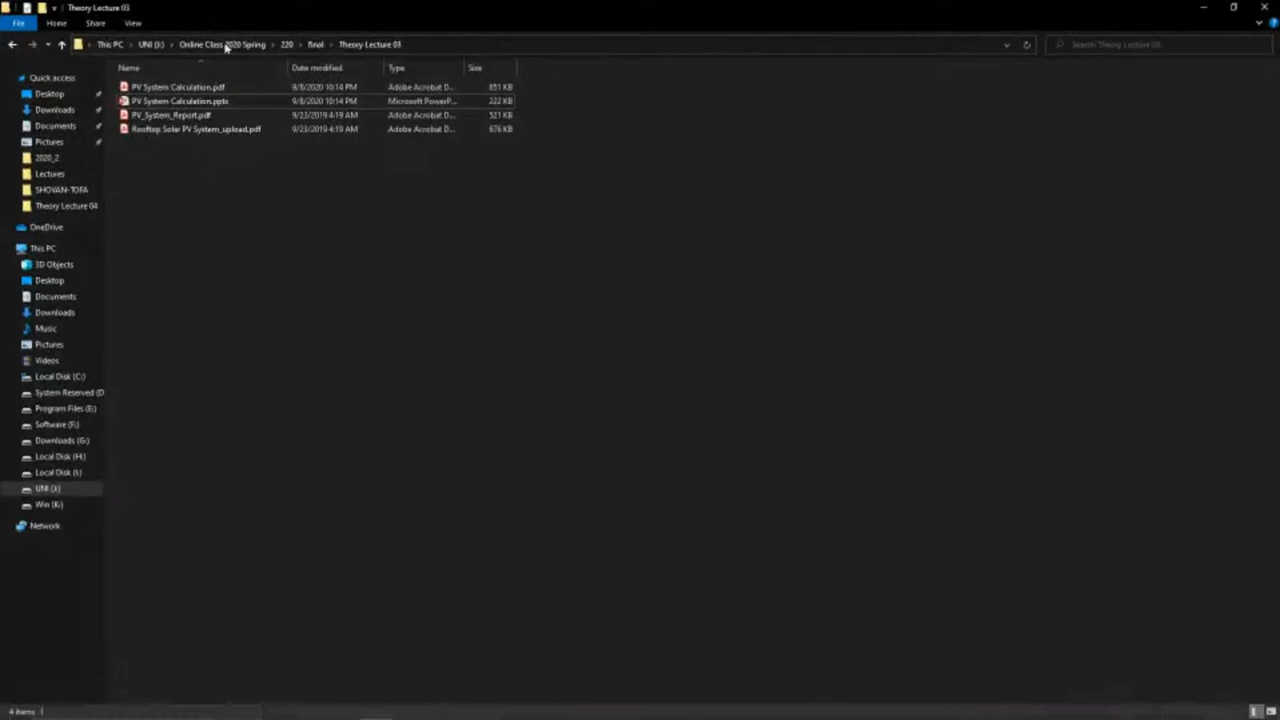 Theory Lecture 03
File Home Share View
This PC UNI (J:) Online Class 2020 Spring 220 final Theory Lecture 03
Search Theory Lecture 03
Name Date modified Type Size
PV System Calculation.pdf 9/8/2020 10:14 PM Adobe Acrobat D... 651 KB
PV System Calculation.pptx 9/8/2020 10:14 PM Microsoft PowerP... 222 KB
PV_System_Report.pdf 9/23/2019 4:19 AM Adobe Acrobat D... 521 KB
Rooftop Solar PV System_upload.pdf 9/23/2019 4:19 AM Adobe Acrobat D... 676 KB
Quick access
Desktop
Downloads
Documents
Pictures
2020_2
Lectures
SHOVAN-TOFA
Theory Lecture 04
OneDrive
This PC
3D Objects
Desktop
Documents
Downloads
Music
Pictures
Videos
Local Disk (C:)
System Reserved (D
Program Files (E:)
Software (F:)
Downloads (G:)
Local Disk (H:)
Local Disk (I:)
UNI (J:)
Win (K:)
Network
4 items